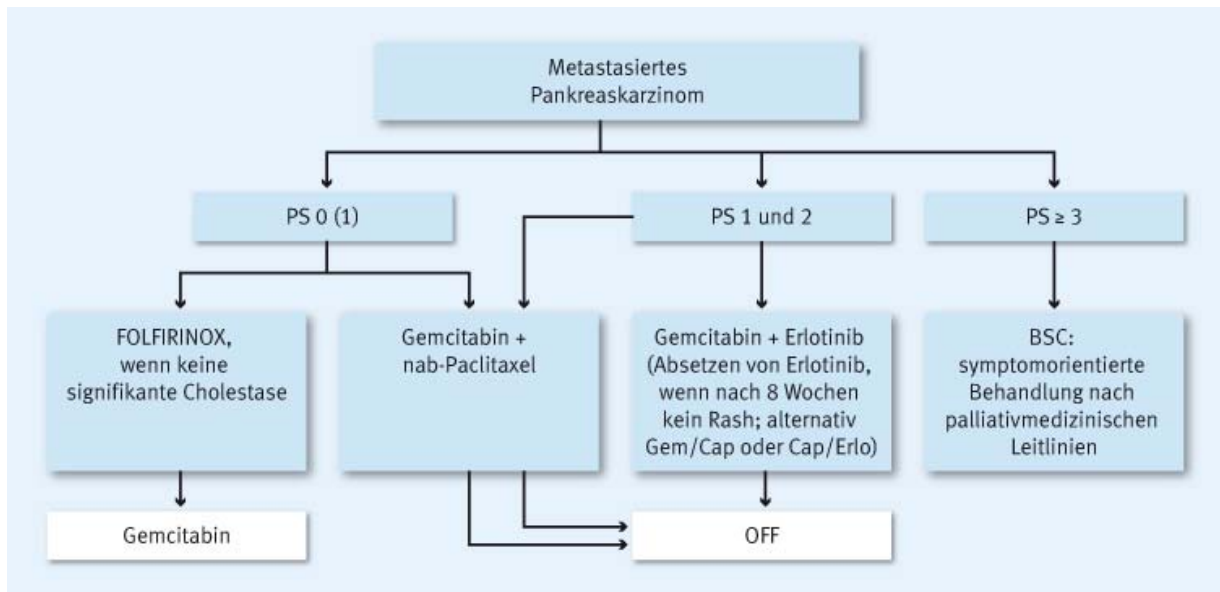 Metastasiertes
Pankreaskarzinom
PS 0 (1)
PS 1 und 2
PS ≥ 3
FOLFIRINOX,
wenn keine
signifikante Cholestase
Gemcitabin +
nab-Paclitaxel
Gemcitabin + Erlotinib
(Absetzen von Erlotinib,
wenn nach 8 Wochen
kein Rash; alternativ
Gem/Cap oder Cap/Erlo)
BSC:
symptomorientierte
Behandlung nach
palliativmedizinischen
Leitlinien
Gemcitabin
OFF